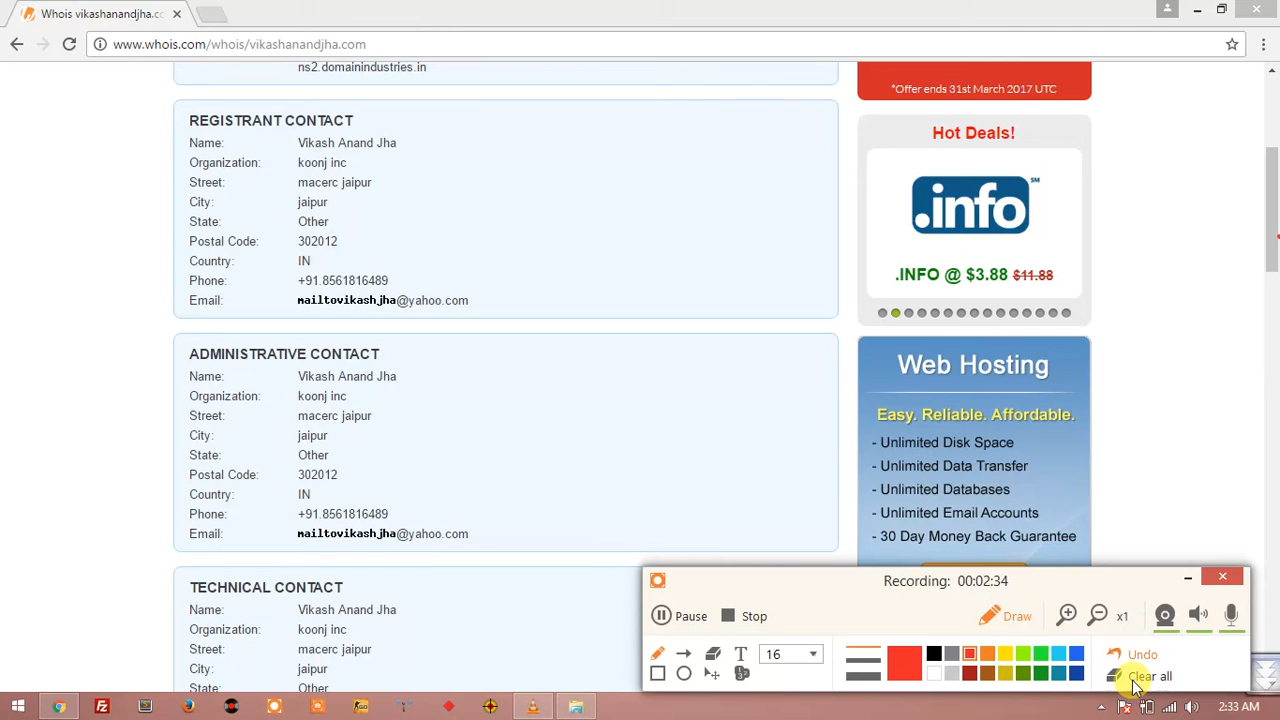 Whois vikashanandjha.co
www.whois.com/whois/vikashanandjha.com
ns2.domainindustries.in
REGISTRANT CONTACT
Name: Vikash Anand Jha
Organization: koonj inc
Street: macerc jaipur
City: jaipur
State: Other
Postal Code: 302012
Country: IN
Phone: +91.8561816489
Email: mailtovikashjha@yahoo.com
ADMINISTRATIVE CONTACT
Name: Vikash Anand Jha
Organization: koonj inc
Street: macerc jaipur
City: jaipur
State: Other
Postal Code: 302012
Country: IN
Phone: +91.8561816489
Email: mailtovikashjha@yahoo.com
TECHNICAL CONTACT
Name: Vikash Anand Jha
Organization: koonj inc
Street: macerc jaipur
City: jaipur
State: Other
*Offer ends 31st March 2017 UTC
Hot Deals!
.info SM
.INFO @ $3.88 $11.88
Web Hosting
Easy. Reliable. Affordable.
- Unlimited Disk Space
- Unlimited Data Transfer
- Unlimited Databases
- Unlimited Email Accounts
- 30 Day Money Back Guarantee
Recording: 00:02:34
Pause Stop Draw x1
T 16 Undo
Clear all
2:33 AM